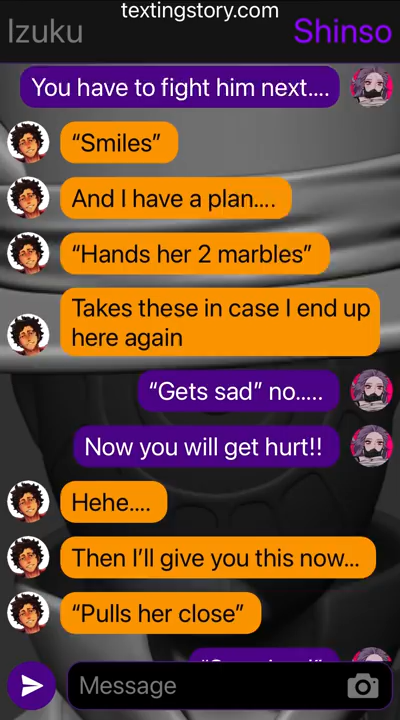 textingstory.com
Izuku
Shinso
You have to fight him next....
“Smiles”
And I have a plan....
“Hands her 2 marbles”
Takes these in case I end up
here again
“Gets sad” no.....
Now you will get hurt!!
Hehe....
Then I’ll give you this now...
“Pulls her close”
Message